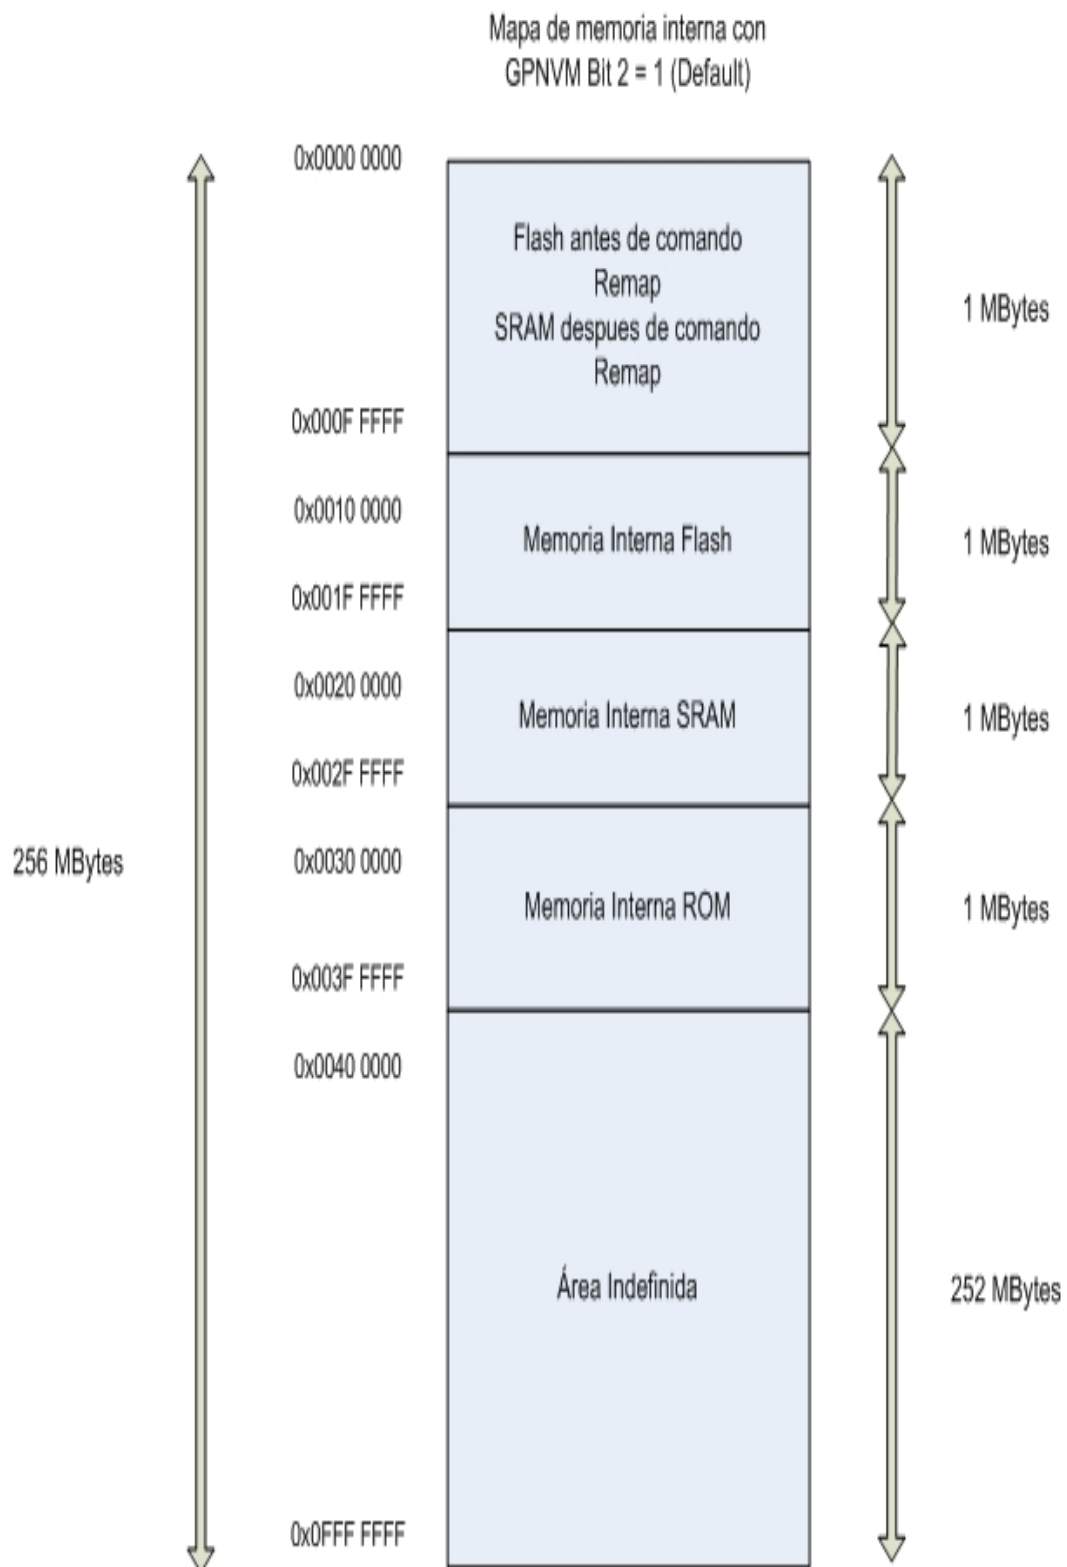 Mapa de memoria interna con
GPNVM Bit 2 = 1 (Default)
0x0000 0000
Flash antes de comando
Remap
SRAM despues de comando
Remap
1 MBytes
0x000F FFFF
0x0010 0000
Memoria Interna Flash
1 MBytes
0x001F FFFF
0x0020 0000
Memoria Interna SRAM
1 MBytes
0x002F FFFF
256 MBytes
0x0030 0000
Memoria Interna ROM
1 MBytes
0x003F FFFF
0x0040 0000
Área Indefinida
252 MBytes
0x0FFF FFFF